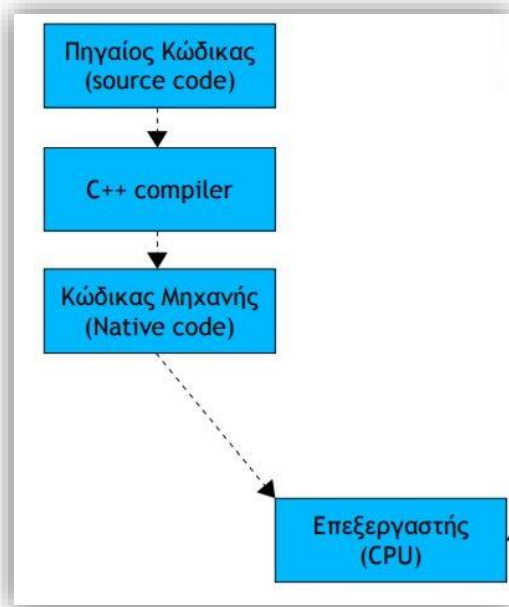 Πηγαίος Κώδικας
(source code)
C++ compiler
Κώδικας Μηχανής
(Native code)
Επεξεργαστής
(CPU)